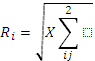 R_i = √(X∑_{ij}^{2} ⬚)